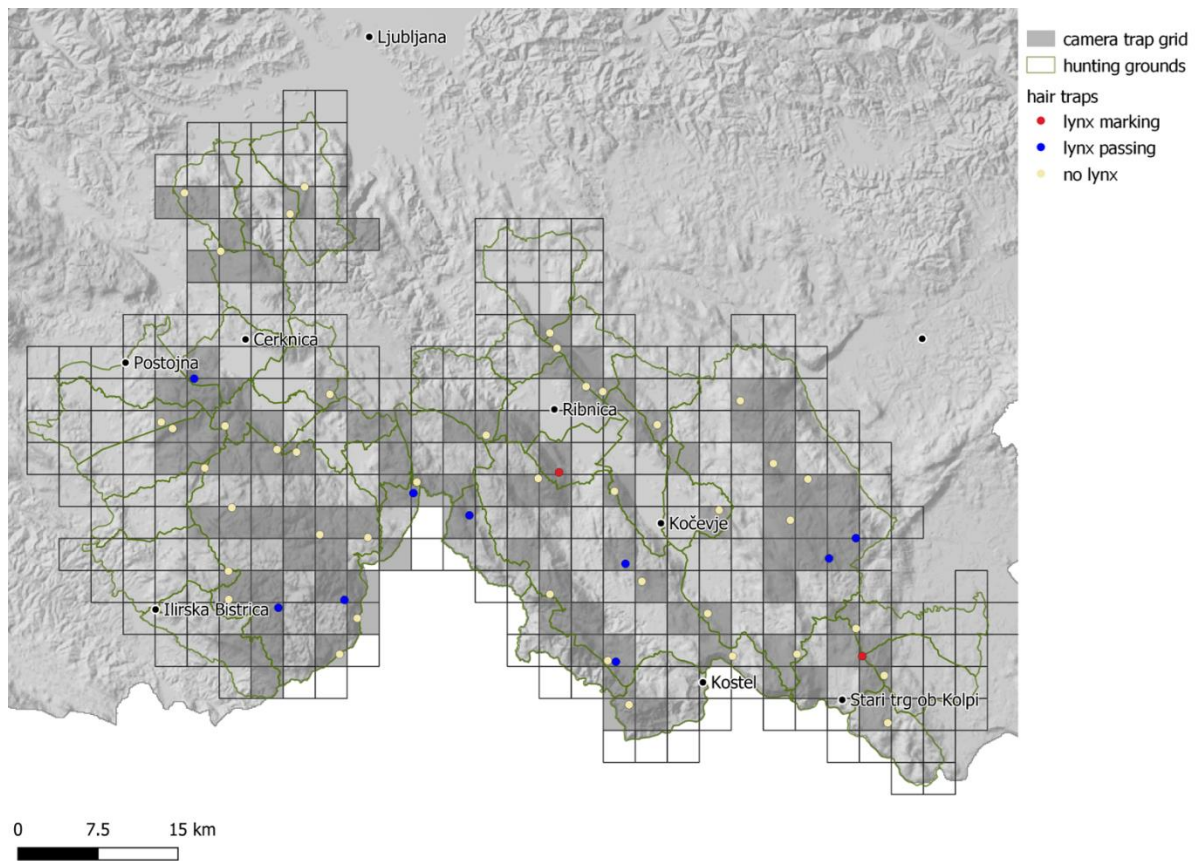 Ljubljana
camera trap grid
hunting grounds
hair traps
lynx marking
lynx passing
no lynx
Cerknica
Postojna
Ribnica
Kočevje
Ilirska Bistrica
Kostel
Stari trg ob Kolpi
0 7.5 15 km